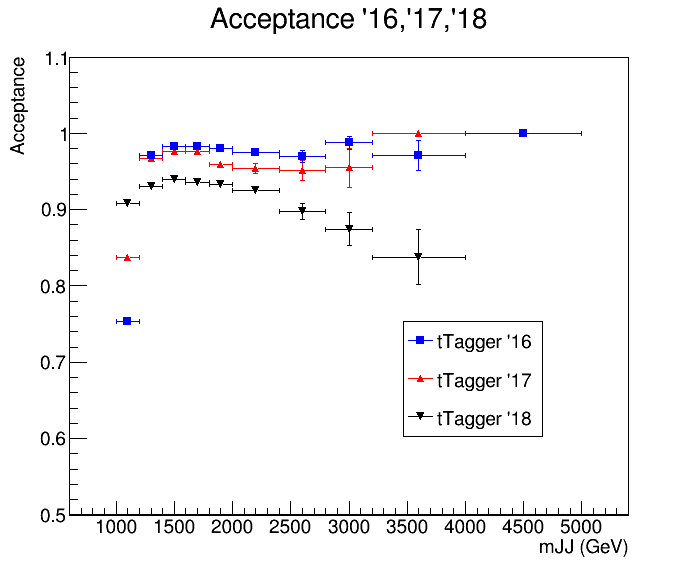 Acceptance '16,'17,'18
Acceptance
1.1
1
0.9
0.8
0.7
0.6
0.5
tTagger '16
tTagger '17
tTagger '18
1000 1500 2000 2500 3000 3500 4000 4500 5000
mJJ (GeV)